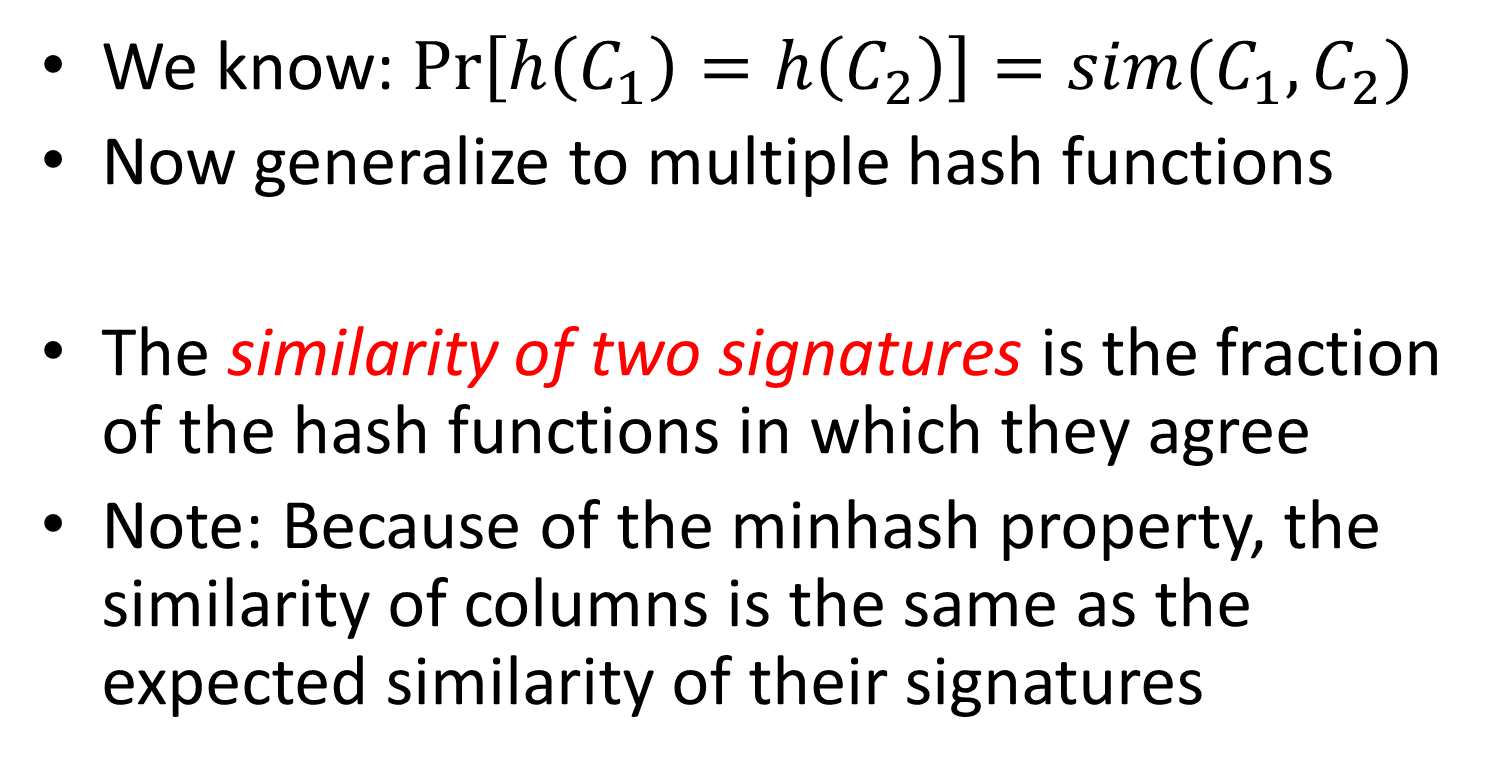 • We know: Pr[h(C₁) = h(C₂)] = sim(C₁, C₂)
• Now generalize to multiple hash functions
• The similarity of two signatures is the fraction
of the hash functions in which they agree
• Note: Because of the minhash property, the
similarity of columns is the same as the
expected similarity of their signatures